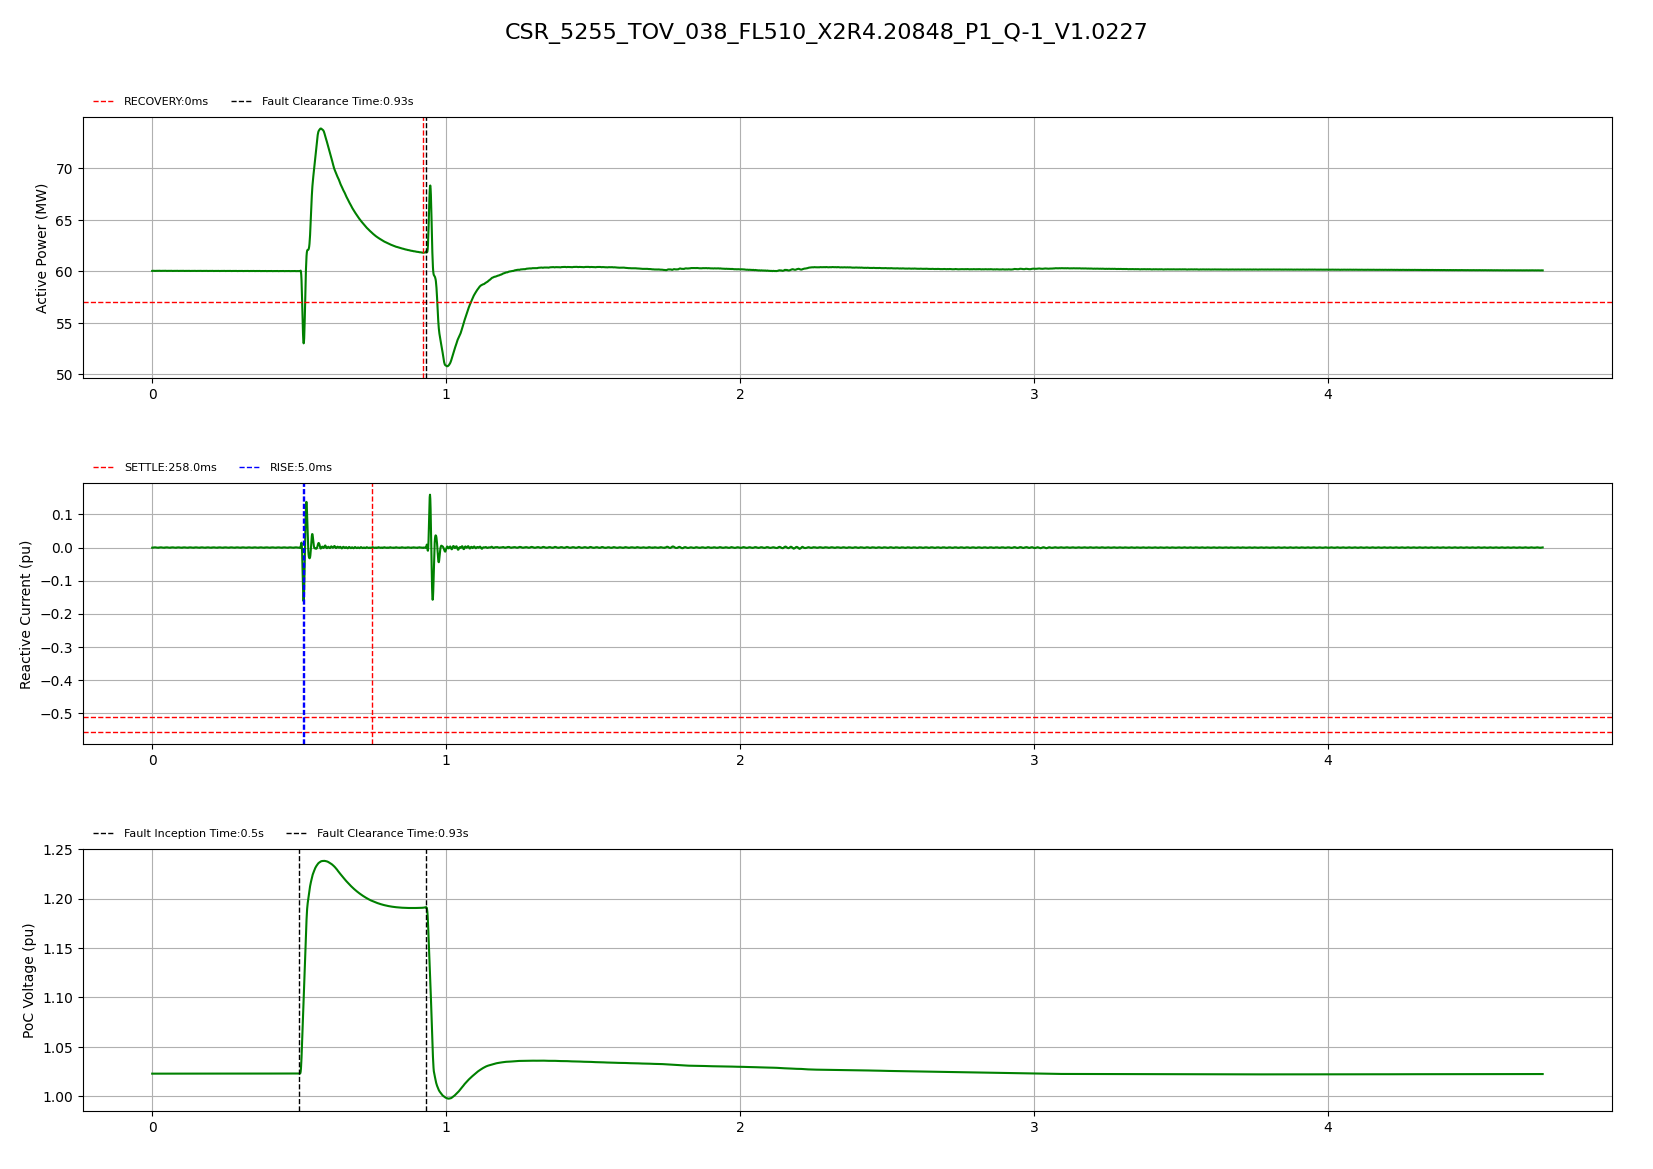 CSR_5255_TOV_038_FL510_X2R4.20848_P1_Q-1_V1.0227
RECOVERY:0ms Fault Clearance Time:0.93s
Active Power (MW)
70
65
60
55
50
0 1 2 3 4
SETTLE:258.0ms RISE:5.0ms
Reactive Current (pu)
0.1
0.0
−0.1
−0.2
−0.3
−0.4
−0.5
0 1 2 3 4
Fault Inception Time:0.5s Fault Clearance Time:0.93s
PoC Voltage (pu)
1.25
1.20
1.15
1.10
1.05
1.00
0 1 2 3 4